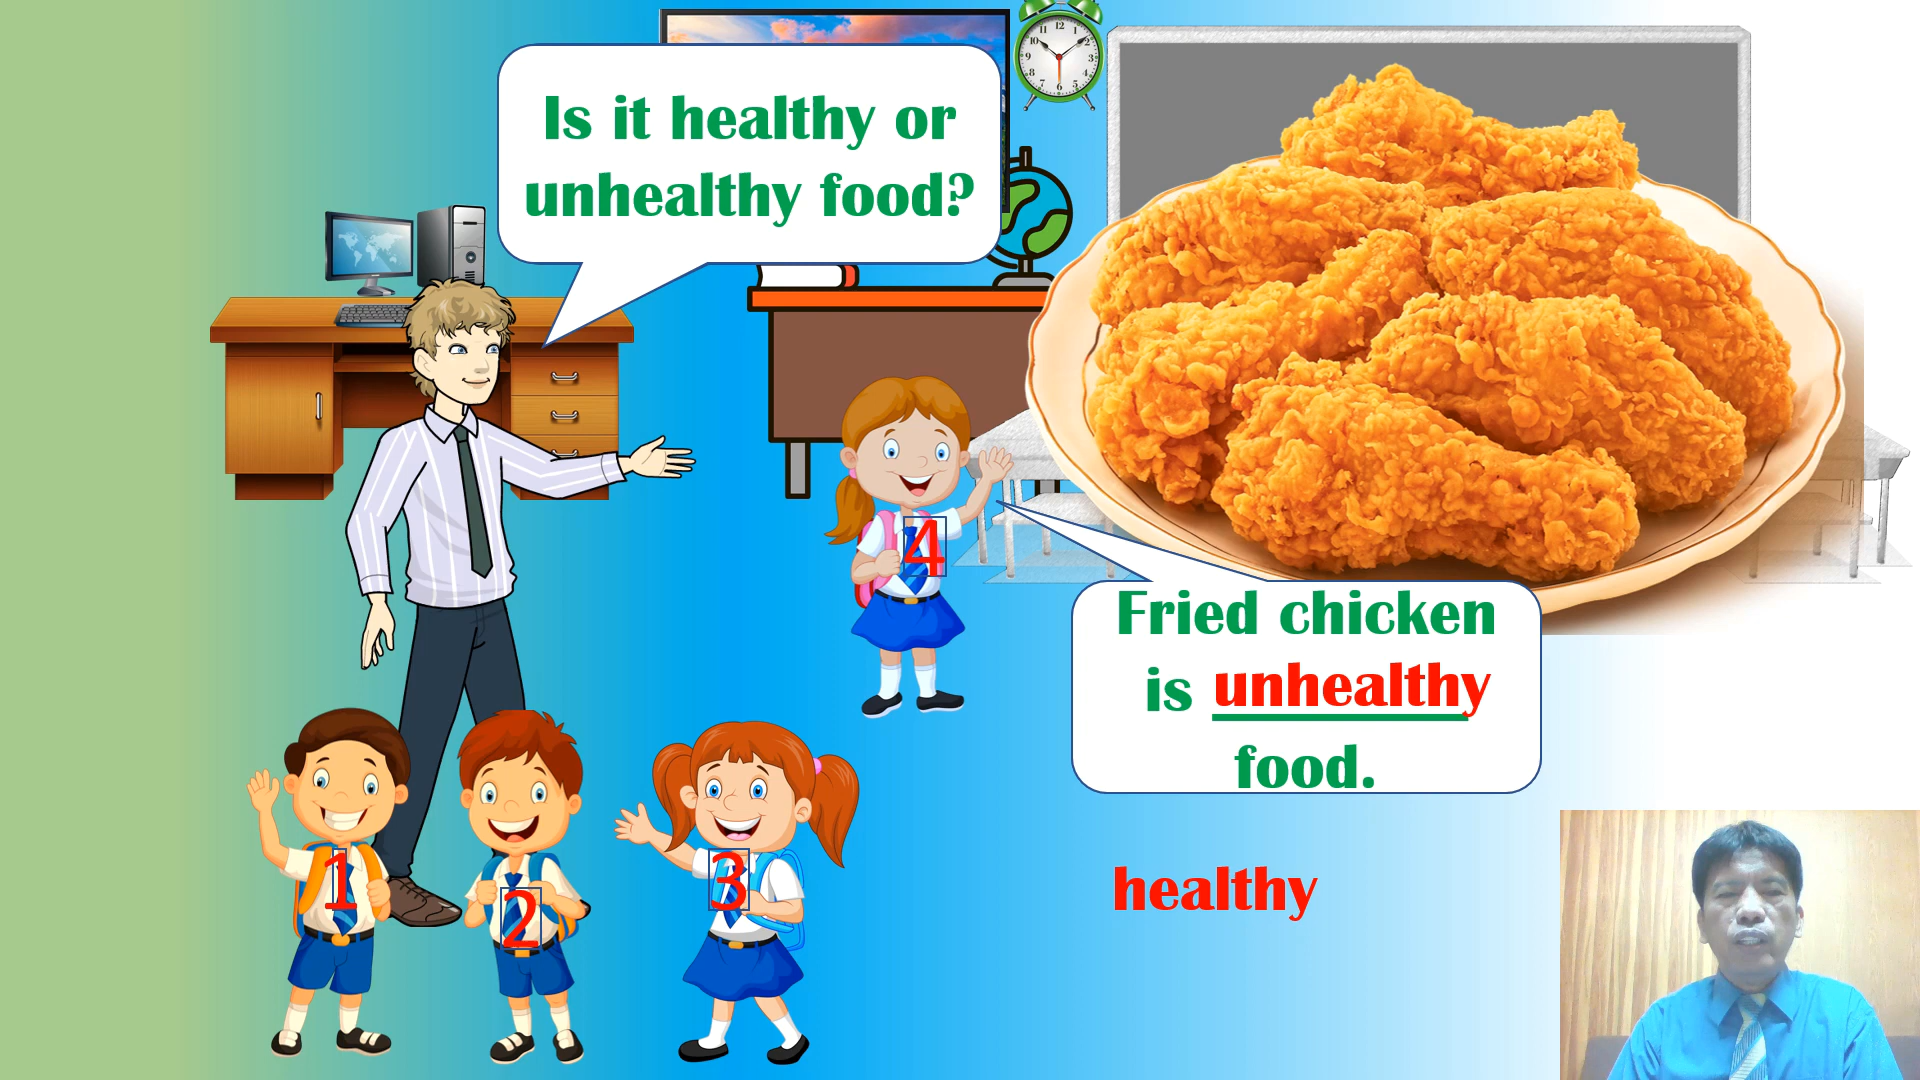 Is it healthy or
unhealthy food?
Fried chicken
is unhealthy
food.
healthy
4
1
2
3